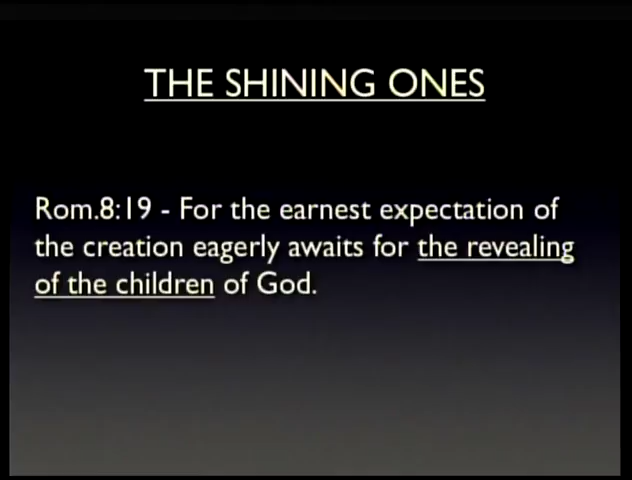 THE SHINING ONES
Rom.8:19 - For the earnest expectation of
the creation eagerly awaits for the revealing
of the children of God.